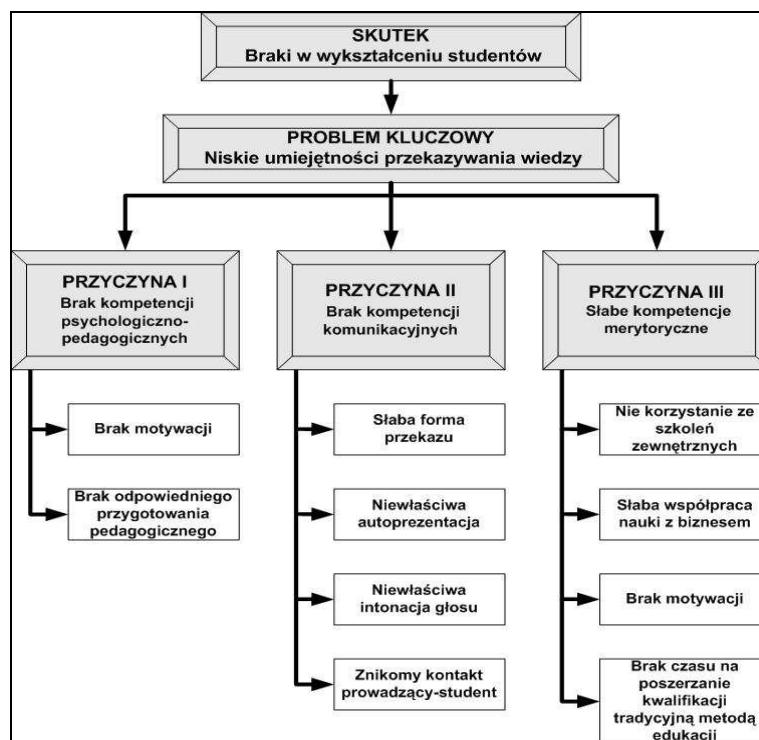 SKUTEK
Braki w wykształceniu studentów
PROBLEM KLUCZOWY
Niskie umiejętności przekazywania wiedzy
PRZYCZYNA I
Brak kompetencji
psychologiczno-
pedagogicznych
Brak motywacji
Brak odpowiedniego
przygotowania
pedagogicznego
PRZYCZYNA II
Brak kompetencji
komunikacyjnych
Słaba forma
przekazu
Niewłaściwa
autoprezentacja
Niewłaściwa
intonacja głosu
Znikomy kontakt
prowadzący-student
PRZYCZYNA III
Słabe kompetencje
merytoryczne
Nie korzystanie ze
szkoleń
zewnętrznych
Słaba współpraca
nauki z biznesem
Brak motywacji
Brak czasu na
poszerzanie
kwalifikacji
tradycyjną metodą
edukacji